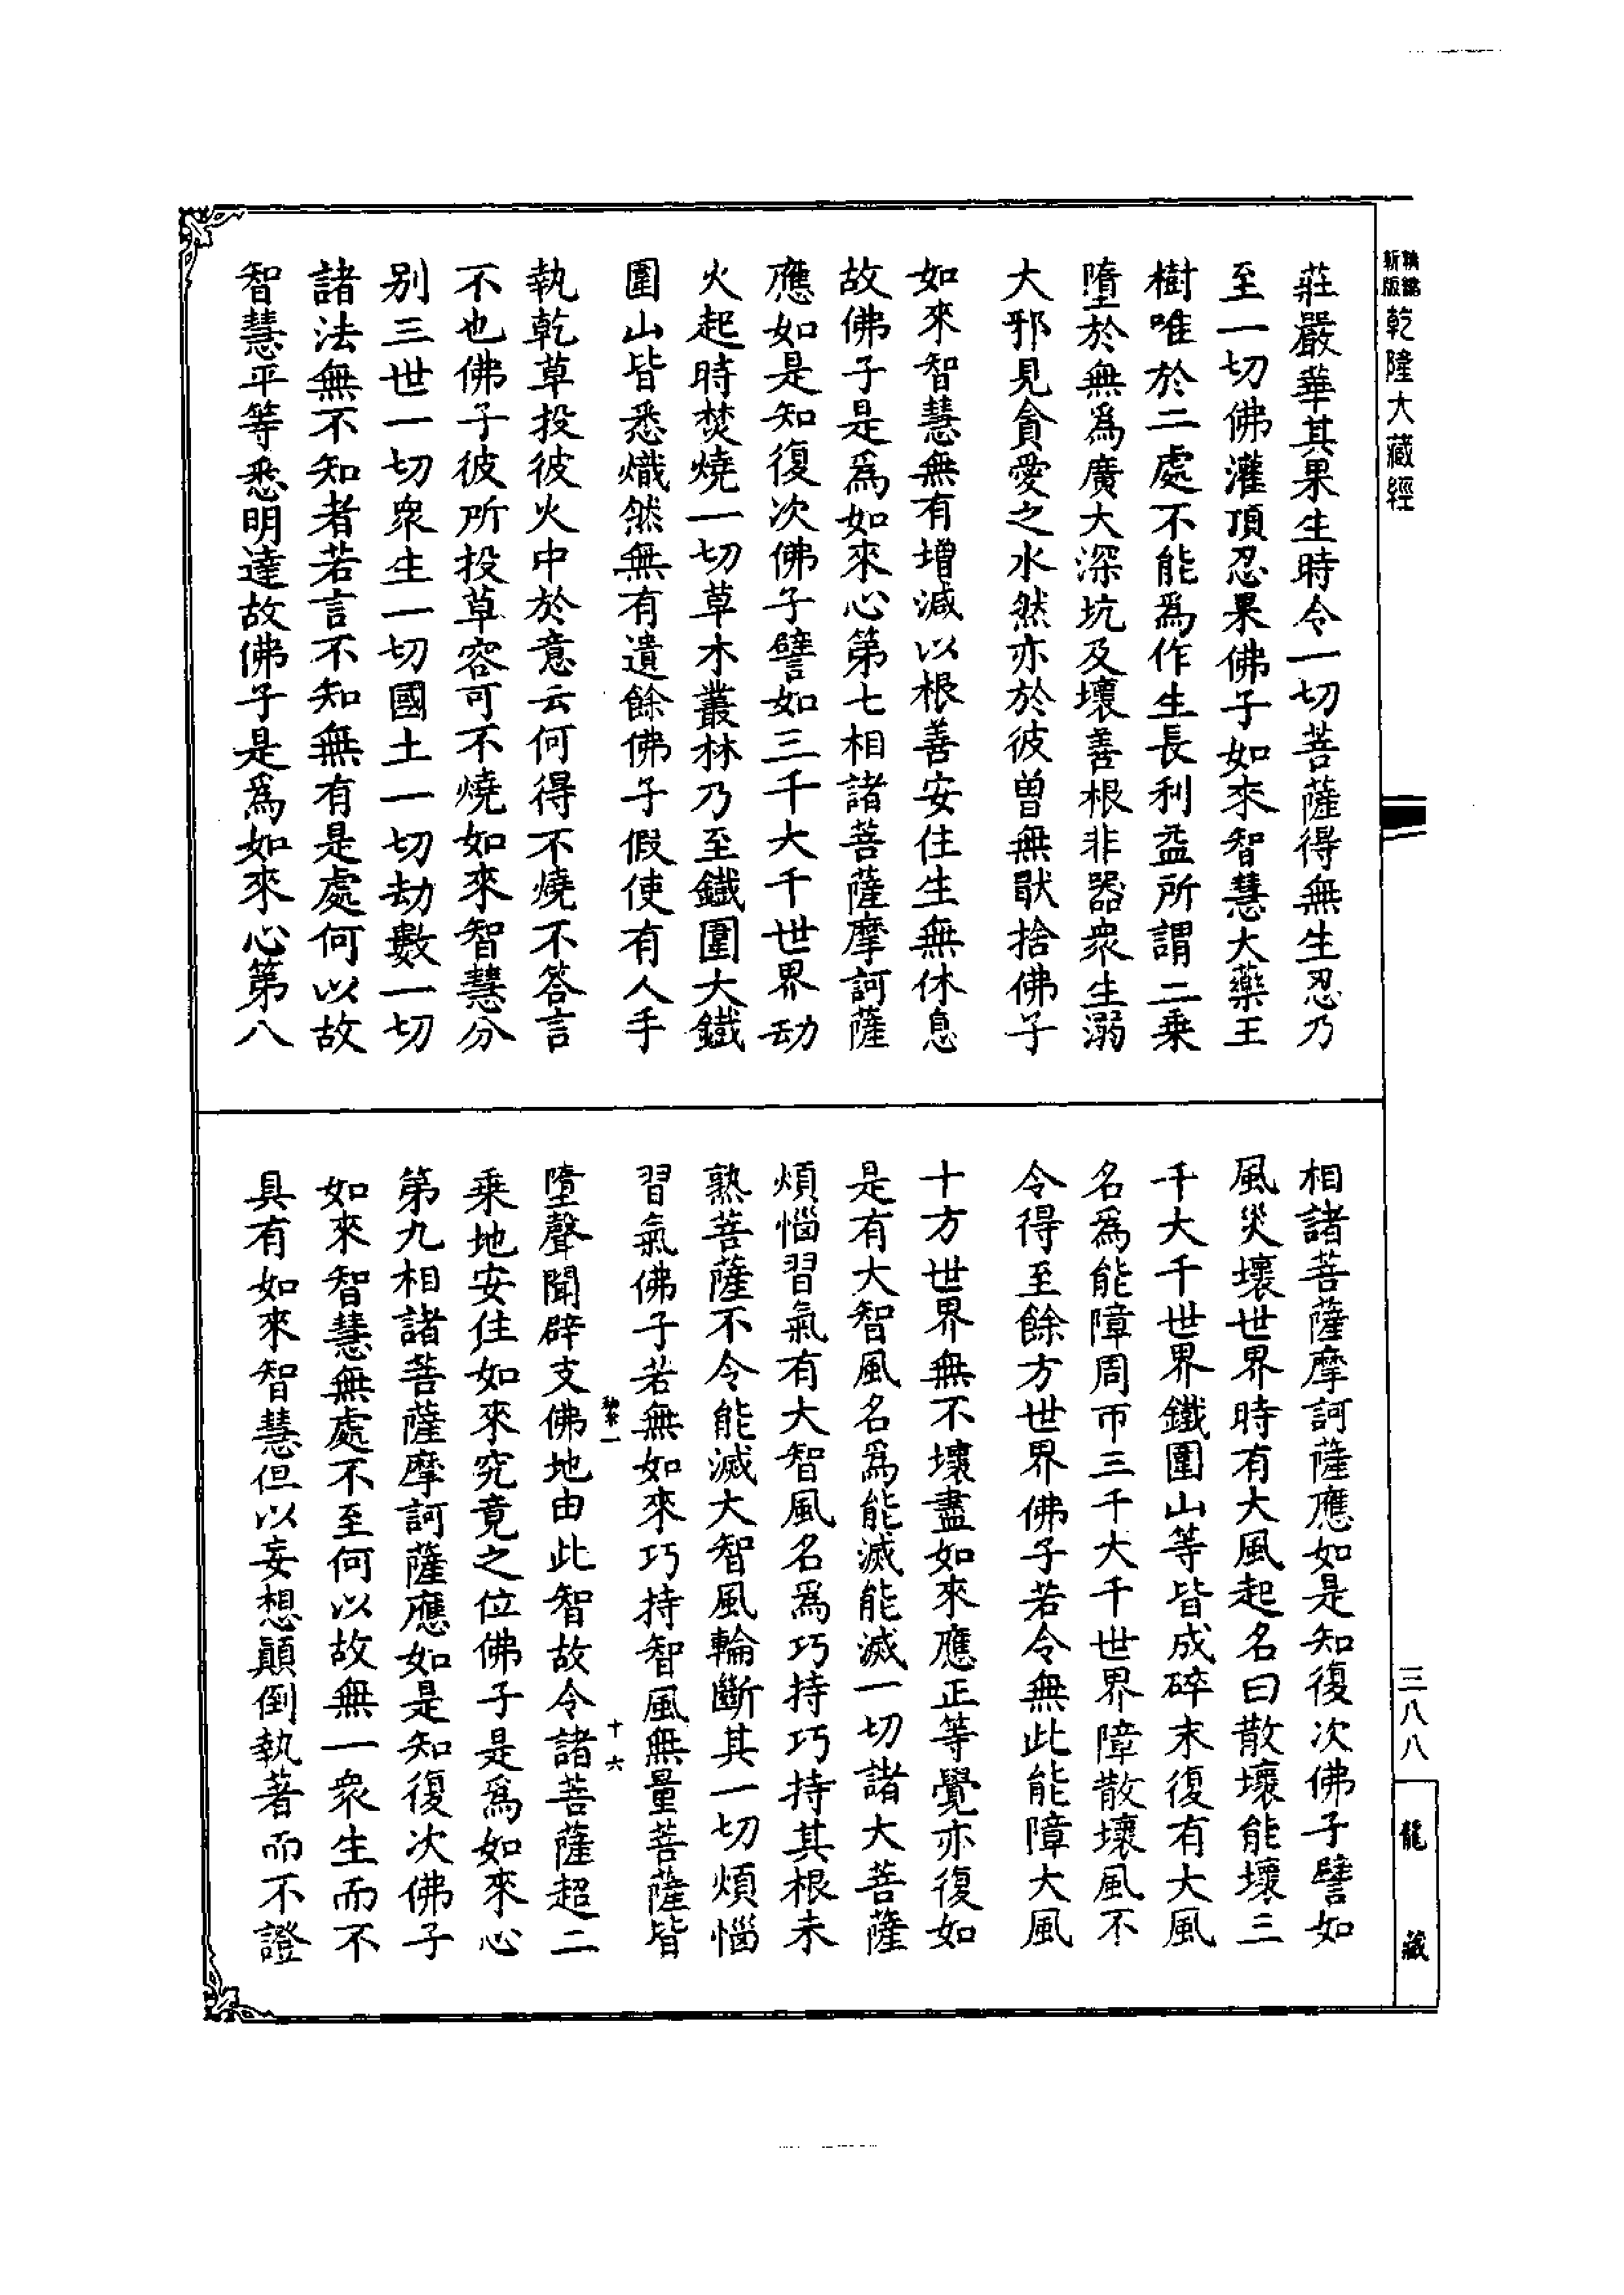 新版
精縮
乾隆大藏經
莊嚴華其果生時令一切菩薩得無生忍乃
至一切佛灌頂忍果佛子如來智慧大藥王
樹唯於二處不能爲作生長利益所謂二乗
墮於無爲廣大深坑及壞善根非器衆生溺
大邪見貪愛之水然亦於彼曾無猒捨佛子
如來智慧無有增減以根善安住生無休息
故佛子是爲如來心第七相諸菩薩摩訶薩
應如是知復次佛子譬如三千大千世界劫
火起時焚燒一切草木叢林乃至鐵圍大鐵
圍山皆悉熾然無有遺餘佛子假使有人手
執乾草投彼火中於意云何得不燒不答言
不也佛子彼所投草容可不燒如來智慧分
别三世一切衆生一切國土一切劫數一切
諸法無不知者若言不知無有是處何以故
智慧平等悉明達故佛子是爲如來心第八
相諸菩薩摩訶薩應如是知復次佛子譬如
風災壞世界時有大風起名曰散壞能壞三
千大千世界鐵圍山等皆成碎末復有大風
名爲能障周帀三千大千世界障散壞風不
令得至餘方世界佛子若令無此能障大風
十方世界無不壞盡如來應正等覺亦復如
是有大智風名爲能滅能滅一切諸大菩薩
煩惱習氣有大智風名爲巧持巧持其根未
熟菩薩不令能滅大智風輪斷其一切煩惱
習氣佛子若無如來巧持智風無量菩薩皆
十六
墮聲聞辟支佛地由此智故令諸菩薩超二
乗地安住如來究竟之位佛子是爲如來心
第九相諸菩薩摩訶薩應如是知復次佛子
如來智慧無處不至何以故無一衆生而不
具有如來智慧但以妄想顛倒執著而不證
三八八
龍藏